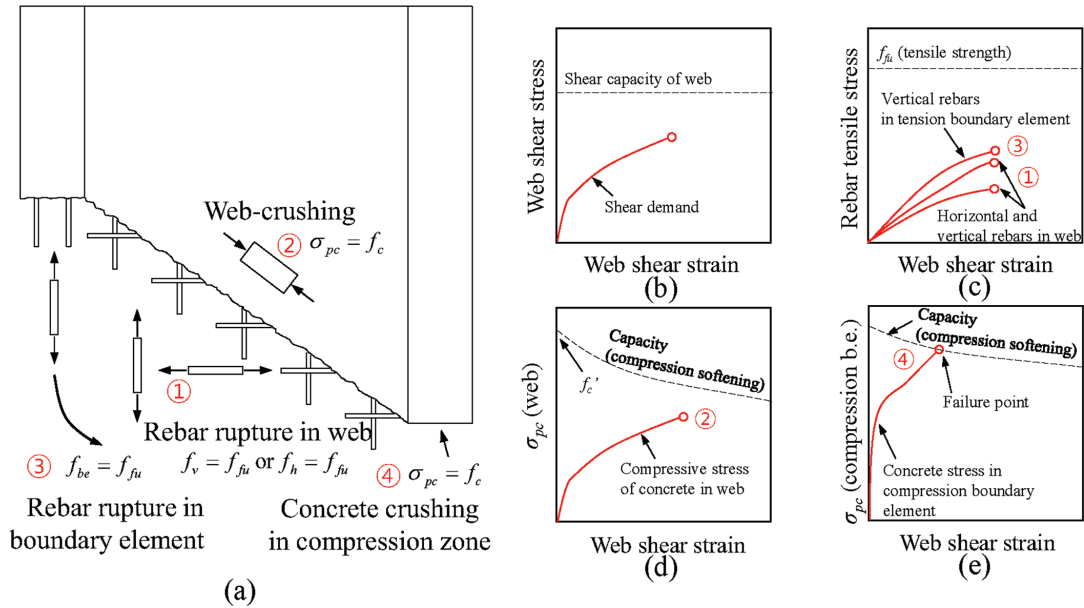 Web-crushing
② σpc = fc
①
Rebar rupture in web
fv = ffu or fh = ffu
③ fbe = ffu
Rebar rupture in
boundary element
④ σpc = fc
Concrete crushing
in compression zone
(a)
Web shear stress
Shear capacity of web
Shear demand
Web shear strain
(b)
Rebar tensile stress
ffu (tensile strength)
Vertical rebars
in tension boundary element
③
①
Horizontal and
vertical rebars in web
Web shear strain
(c)
σpc (web)
Capacity
(compression softening)
fc'
②
Compressive stress
of concrete in web
Web shear strain
(d)
σpc (compression b.e.)
Capacity
(compression softening)
④
Failure point
Concrete stress in
compression boundary
element
Web shear strain
(e)